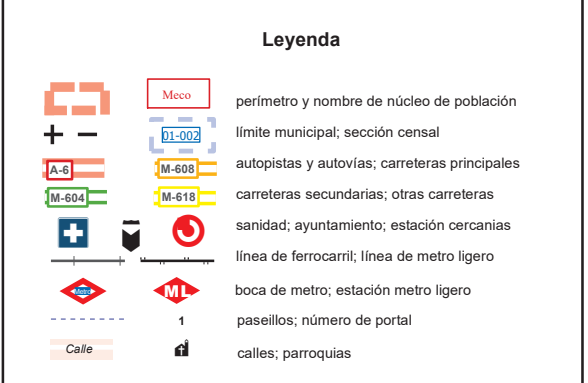 Leyenda
Meco
perímetro y nombre de núcleo de población
01-002
límite municipal; sección censal
A-6
M-608
autopistas y autovías; carreteras principales
M-604
M-618
carreteras secundarias; otras carreteras
sanidad; ayuntamiento; estación cercanias
línea de ferrocarril; línea de metro ligero
Metro
ML
boca de metro; estación metro ligero
1
paseillos; número de portal
Calle
calles; parroquias